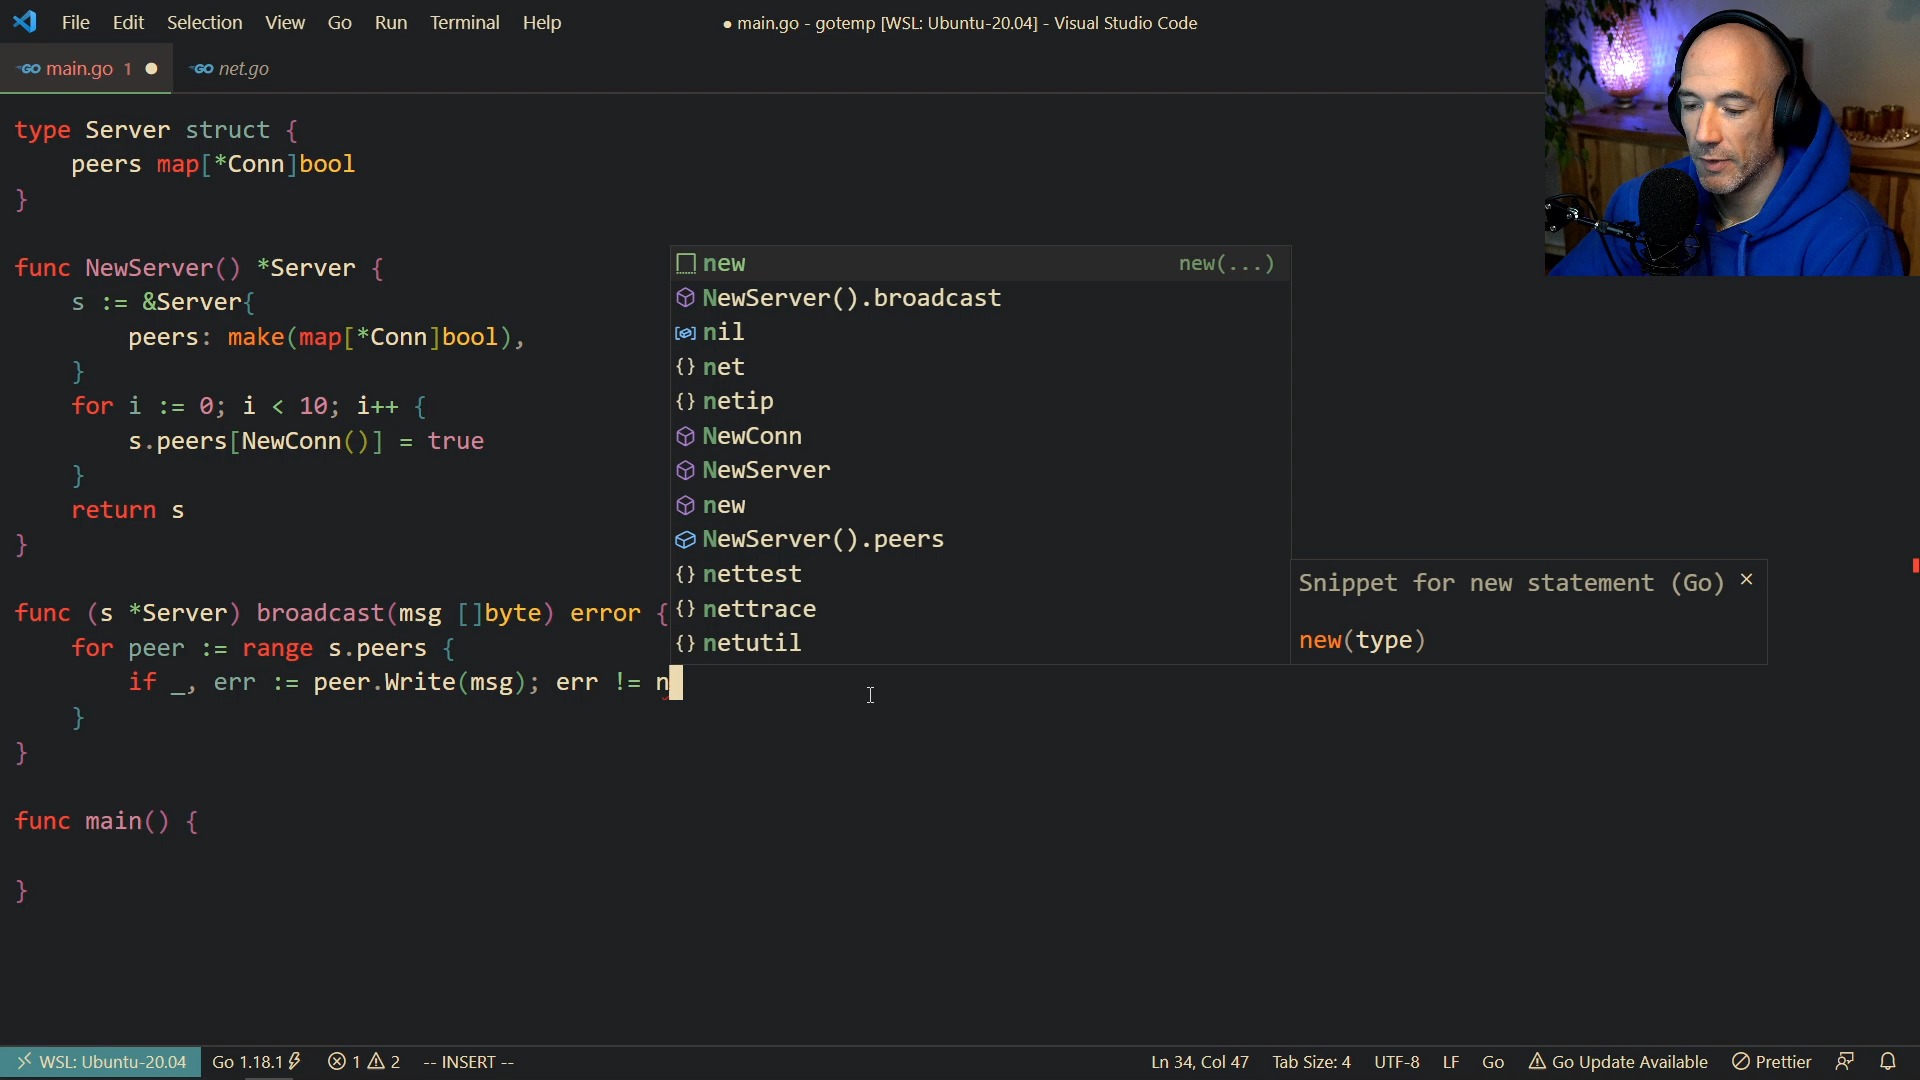 File Edit Selection View Go Run Terminal Help
● main.go - gotemp [WSL: Ubuntu-20.04] - Visual Studio Code
GO main.go 1 ●
GO net.go
type Server struct {
    peers map[*Conn]bool
}
func NewServer() *Server {
    s := &Server{
        peers: make(map[*Conn]bool),
    }
    for i := 0; i < 10; i++ {
        s.peers[NewConn()] = true
    }
    return s
}
func (s *Server) broadcast(msg []byte) error {
    for peer := range s.peers {
        if _, err := peer.Write(msg); err != n
    }
}
func main() {
}
new new(...)
NewServer().broadcast
nil
{} net
{} netip
NewConn
NewServer
new
NewServer().peers
{} nettest
{} nettrace
{} netutil
Snippet for new statement (Go) ×
new(type)
WSL: Ubuntu-20.04 Go 1.18.1 1 2 -- INSERT --
Ln 34, Col 47 Tab Size: 4 UTF-8 LF Go Go Update Available Prettier